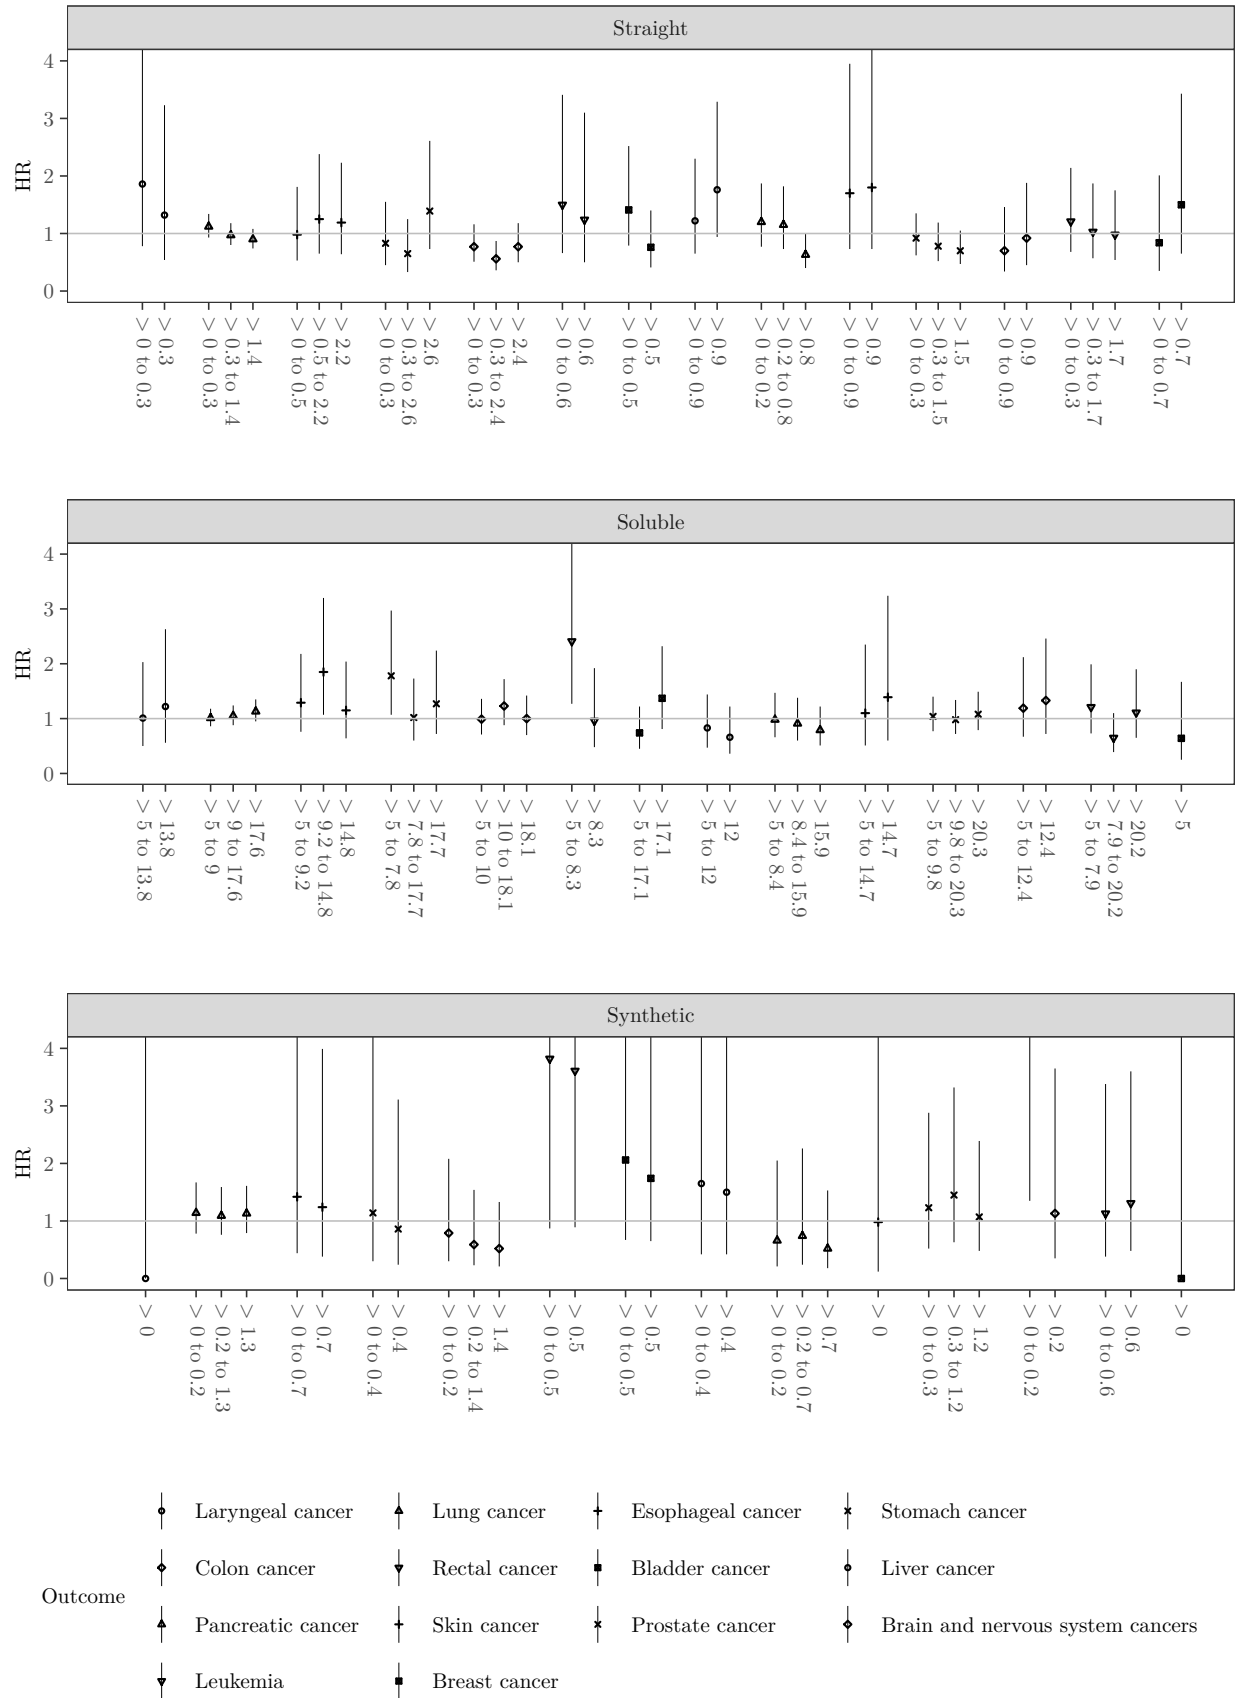 Straight
HR
4
3
2
1
0
> 0 to 0.3
> 0.3
> 0 to 0.3
> 0.3 to 1.4
> 1.4
> 0 to 0.5
> 0.5 to 2.2
> 2.2
> 0 to 0.3
> 0.3 to 2.6
> 2.6
> 0 to 0.3
> 0.3 to 2.4
> 2.4
> 0 to 0.6
> 0.6
> 0 to 0.5
> 0.5
> 0 to 0.9
> 0.9
> 0 to 0.2
> 0.2 to 0.8
> 0.8
> 0 to 0.9
> 0.9
> 0 to 0.3
> 0.3 to 1.5
> 1.5
> 0 to 0.9
> 0.9
> 0 to 0.3
> 0.3 to 1.7
> 1.7
> 0 to 0.7
> 0.7
Soluble
HR
4
3
2
1
0
> 5 to 13.8
> 13.8
> 5 to 9
> 9 to 17.6
> 17.6
> 5 to 9.2
> 9.2 to 14.8
> 14.8
> 5 to 7.8
> 7.8 to 17.7
> 17.7
> 5 to 10
> 10 to 18.1
> 18.1
> 5 to 8.3
> 8.3
> 5 to 17.1
> 17.1
> 5 to 12
> 12
> 5 to 8.4
> 8.4 to 15.9
> 15.9
> 5 to 14.7
> 14.7
> 5 to 9.8
> 9.8 to 20.3
> 20.3
> 5 to 12.4
> 12.4
> 5 to 7.9
> 7.9 to 20.2
> 20.2
> 5
Synthetic
HR
4
3
2
1
0
> 0
> 0 to 0.2
> 0.2 to 1.3
> 1.3
> 0 to 0.7
> 0.7
> 0 to 0.4
> 0.4
> 0 to 0.2
> 0.2 to 1.4
> 1.4
> 0 to 0.5
> 0.5
> 0 to 0.5
> 0.5
> 0 to 0.4
> 0.4
> 0 to 0.2
> 0.2 to 0.7
> 0.7
> 0
> 0 to 0.3
> 0.3 to 1.2
> 1.2
> 0 to 0.2
> 0.2
> 0 to 0.6
> 0.6
> 0
Outcome
Laryngeal cancer Lung cancer Esophageal cancer Stomach cancer
Colon cancer Rectal cancer Bladder cancer Liver cancer
Pancreatic cancer Skin cancer Prostate cancer Brain and nervous system cancers
Leukemia Breast cancer